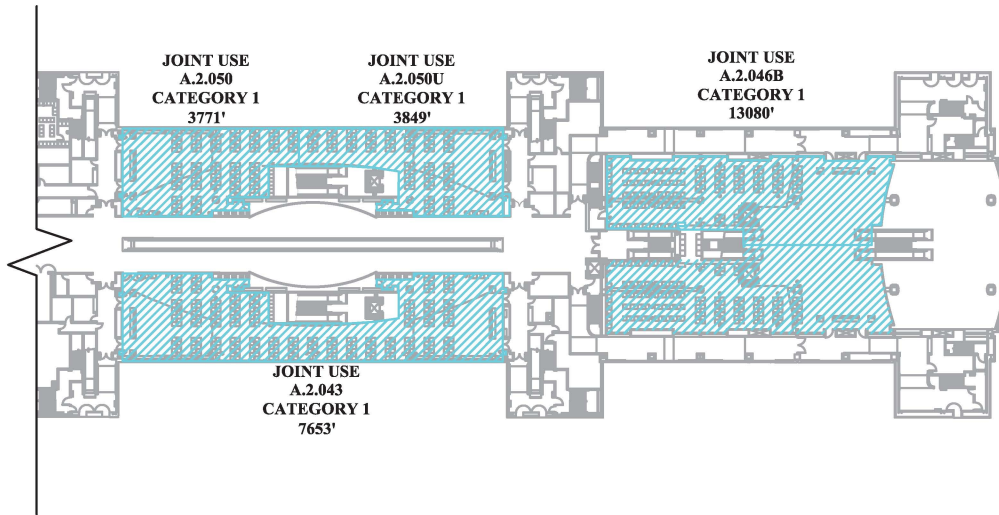 JOINT USE
A.2.050
CATEGORY 1
3771'
JOINT USE
A.2.050U
CATEGORY 1
3849'
JOINT USE
A.2.046B
CATEGORY 1
13080'
JOINT USE
A.2.043
CATEGORY 1
7653'